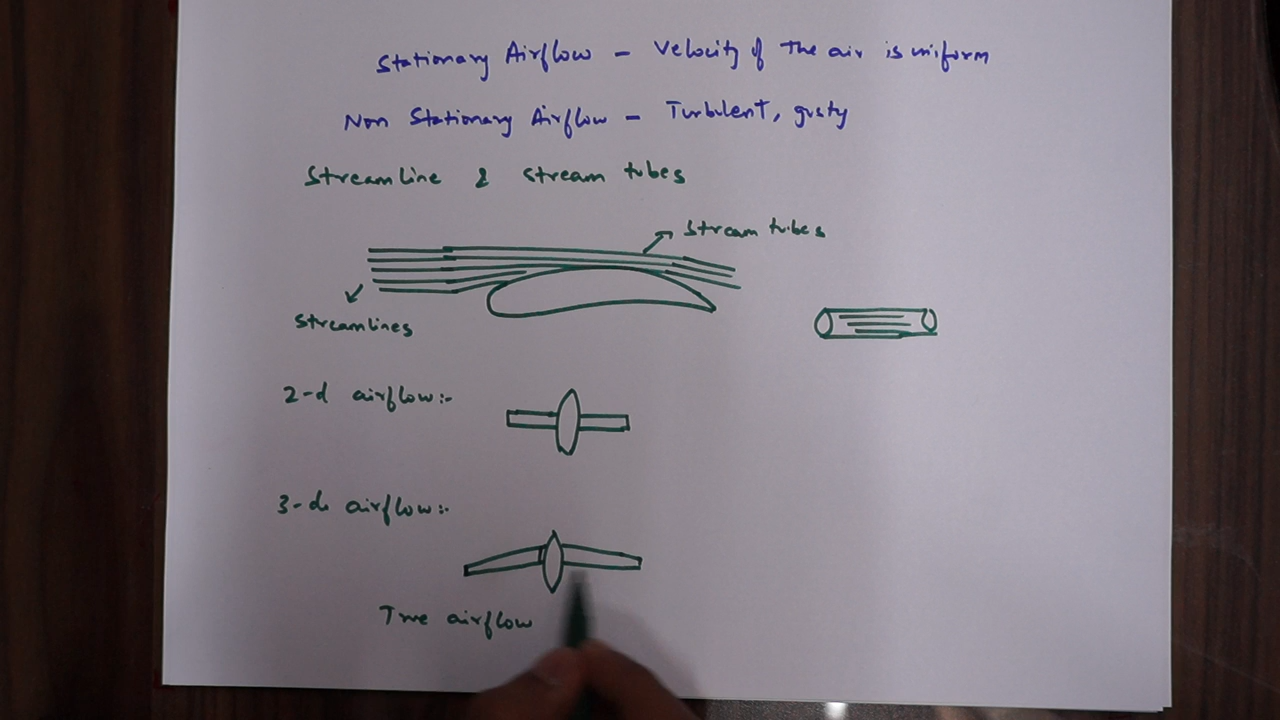 Stationary Airflow - Velocity of The air is uniform
Non Stationary Airflow - Turbulent, gusty
Streamline & stream tubes
Stream tubes
Streamlines
2-d airflow:-
3-d airflow:-
True airflow